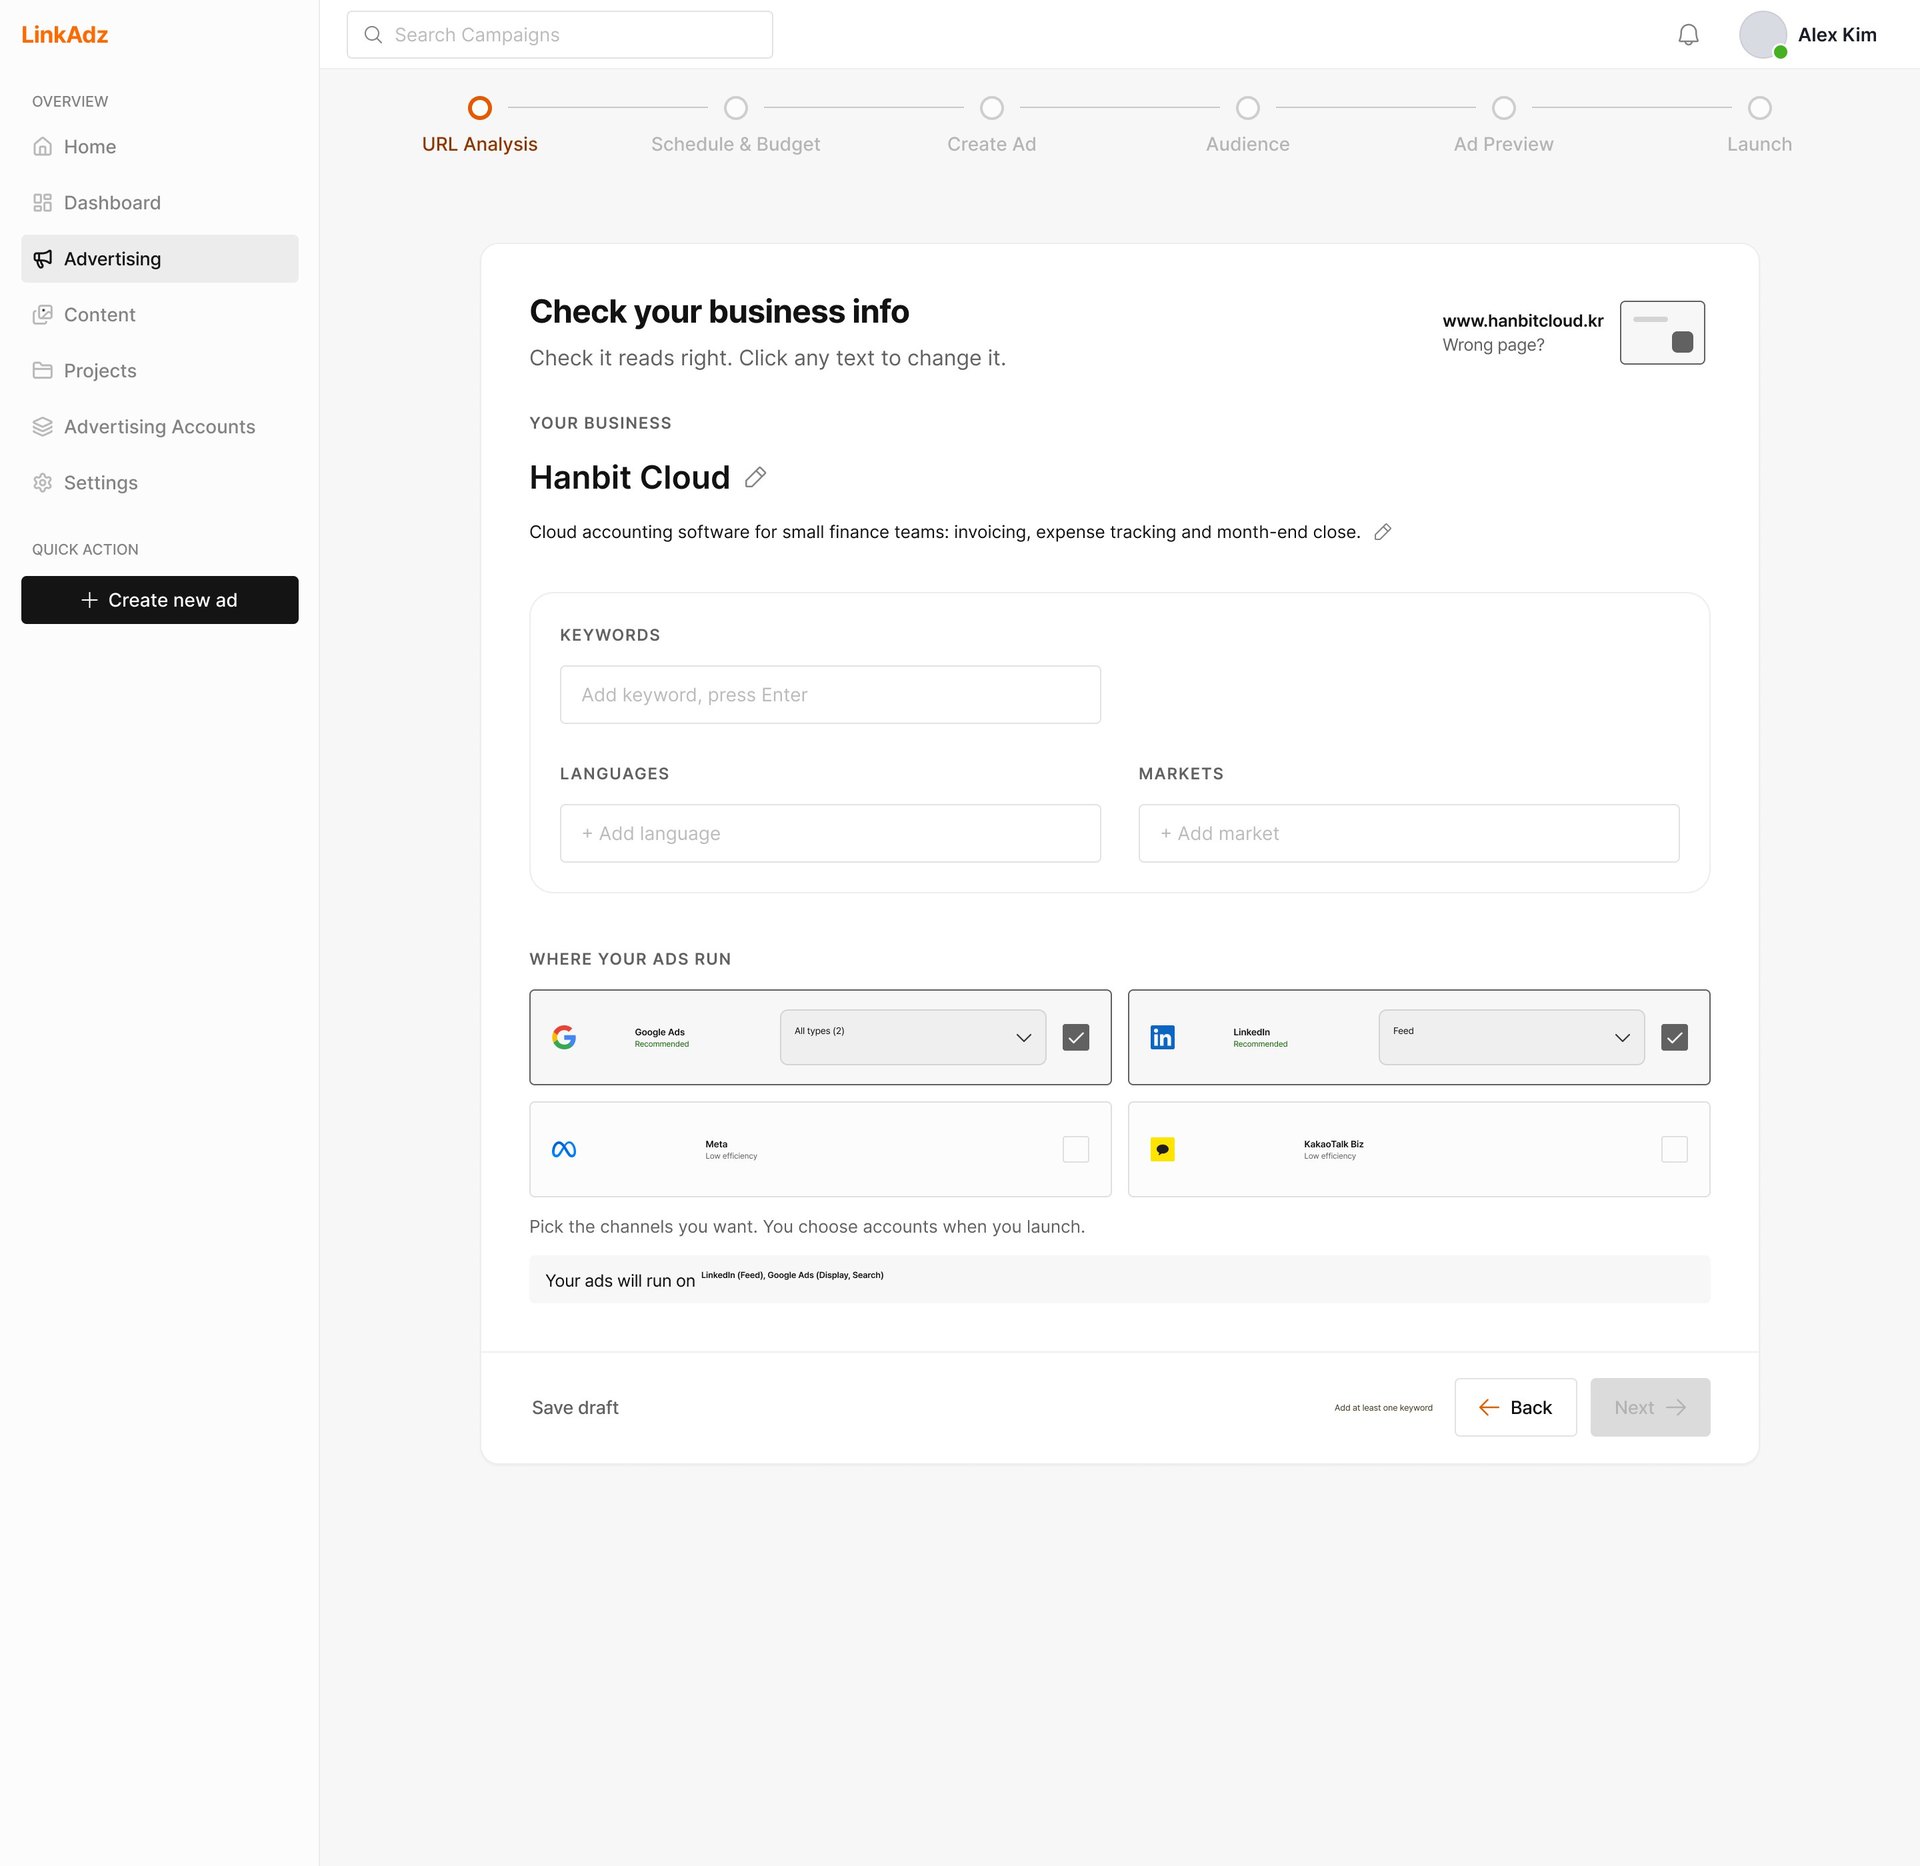 LinkAdz
Search Campaigns
Alex Kim
OVERVIEW
Home
Dashboard
Advertising
Content
Projects
Advertising Accounts
Settings
QUICK ACTION
+ Create new ad
URL Analysis
Schedule & Budget
Create Ad
Audience
Ad Preview
Launch
Check your business info
Check it reads right. Click any text to change it.
www.hanbitcloud.kr
Wrong page?
YOUR BUSINESS
Hanbit Cloud
Cloud accounting software for small finance teams: invoicing, expense tracking and month-end close.
KEYWORDS
Add keyword, press Enter
LANGUAGES
+ Add language
MARKETS
+ Add market
WHERE YOUR ADS RUN
Google Ads
Recommended
All types (2)
in
LinkedIn
Recommended
Feed
Meta
Low efficiency
KakaoTalk Biz
Low efficiency
Pick the channels you want. You choose accounts when you launch.
Your ads will run on LinkedIn (Feed), Google Ads (Display, Search)
Save draft
Add at least one keyword
Back
Next